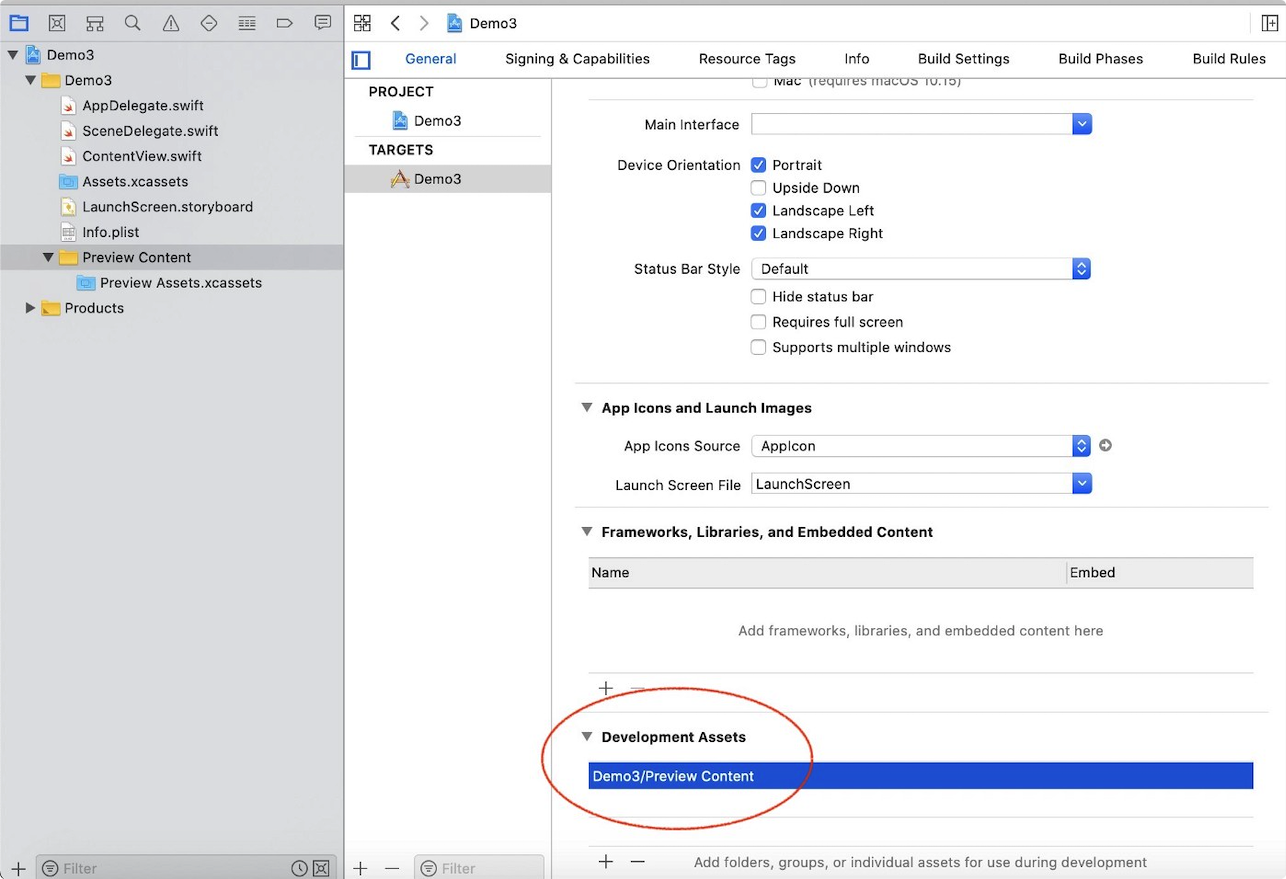 Demo3
General
Signing & Capabilities
Resource Tags
Info
Build Settings
Build Phases
Build Rules
Demo3
Demo3
AppDelegate.swift
SceneDelegate.swift
ContentView.swift
Assets.xcassets
LaunchScreen.storyboard
Info.plist
Preview Content
Preview Assets.xcassets
Products
Filter
PROJECT
Demo3
TARGETS
Demo3
Filter
Mac (requires macOS 10.15)
Main Interface
Device Orientation
Portrait
Upside Down
Landscape Left
Landscape Right
Status Bar Style
Default
Hide status bar
Requires full screen
Supports multiple windows
App Icons and Launch Images
App Icons Source
AppIcon
Launch Screen File
LaunchScreen
Frameworks, Libraries, and Embedded Content
Name
Embed
Add frameworks, libraries, and embedded content here
Development Assets
Demo3/Preview Content
Add folders, groups, or individual assets for use during development